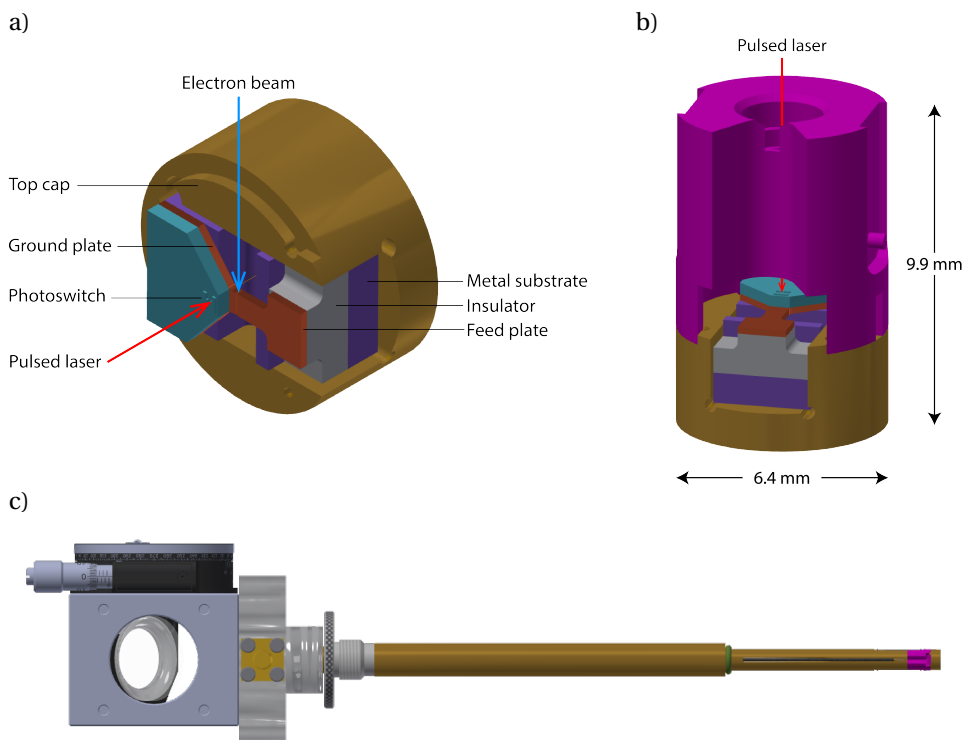 a)
Electron beam
Top cap
Ground plate
Photoswitch
Pulsed laser
Metal substrate
Insulator
Feed plate
b)
Pulsed laser
9.9 mm
6.4 mm
c)
0